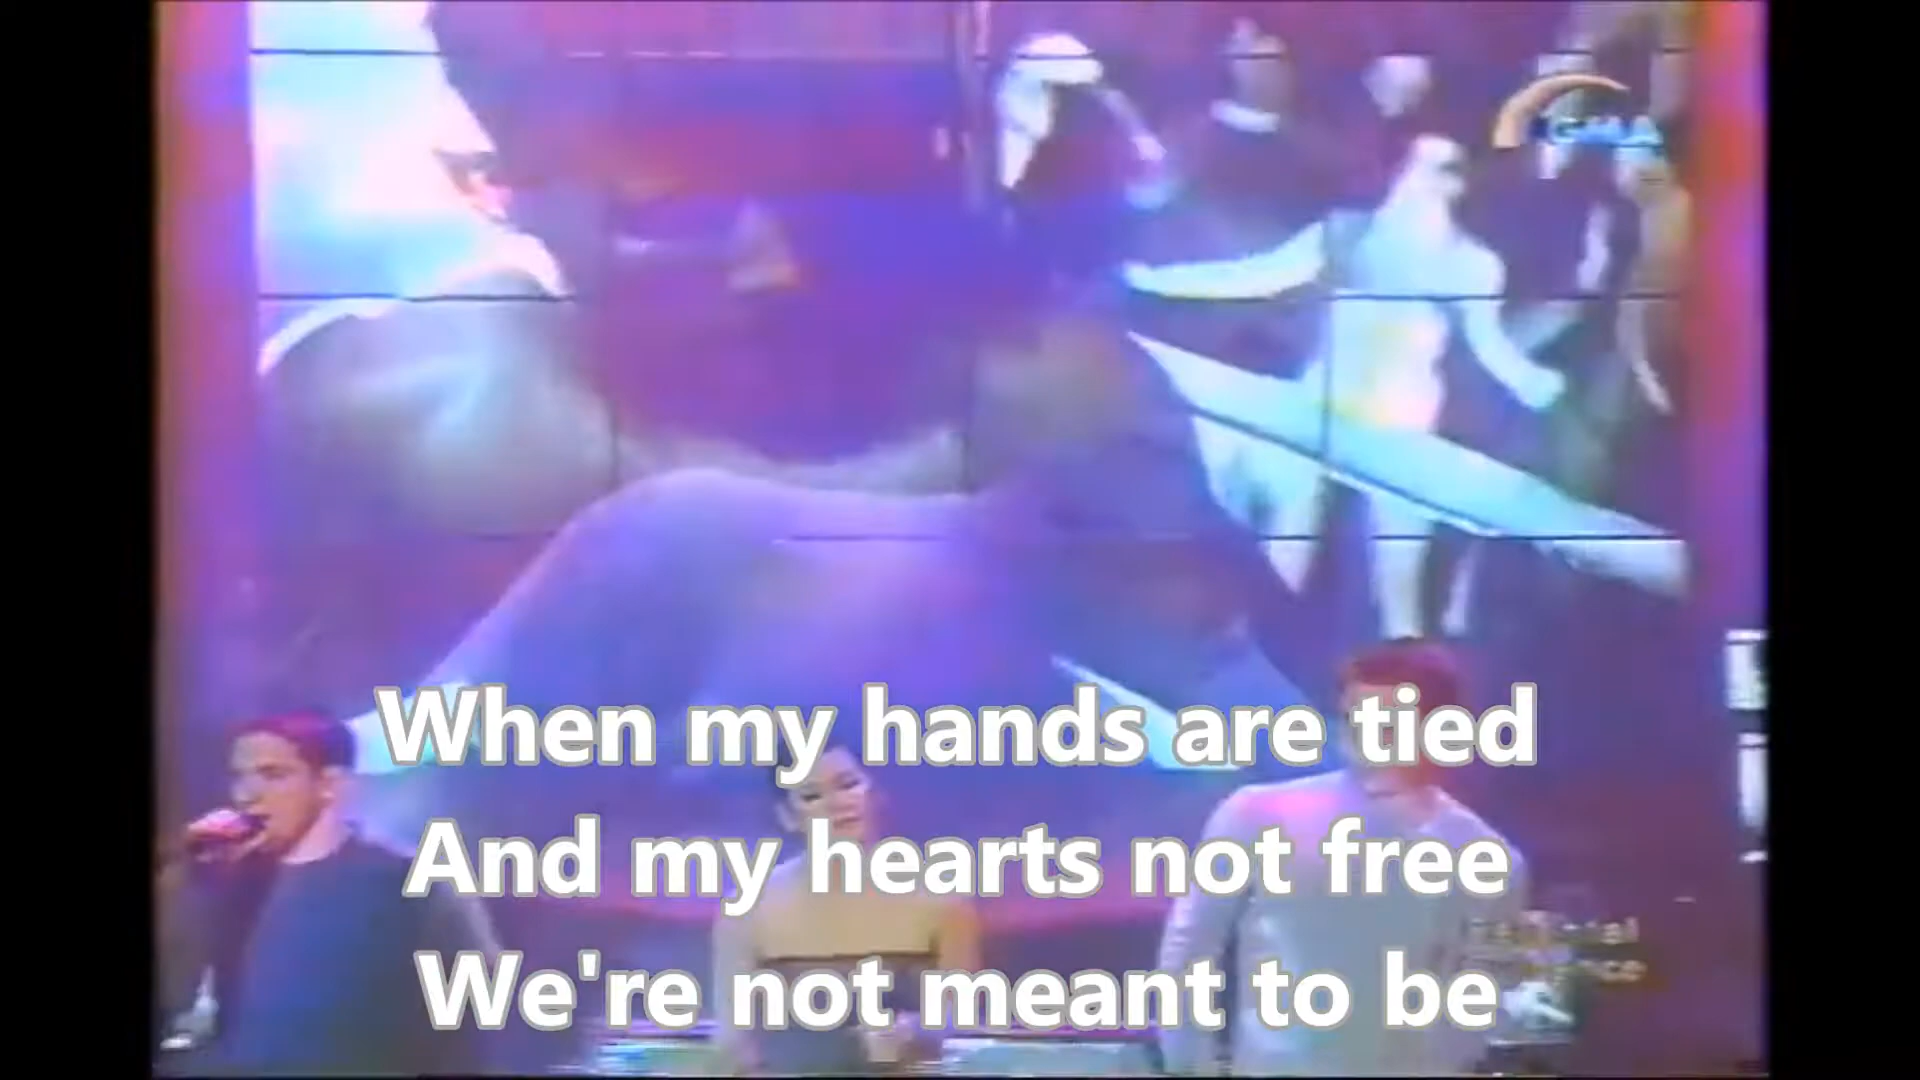 When my hands are tied
And my hearts not free
We're not meant to be